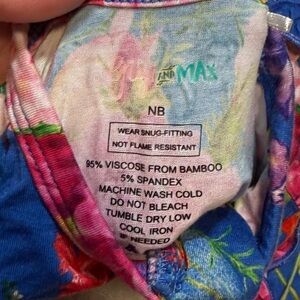 AND MAX
NB
WEAR SNUG-FITTING
NOT FLAME RESISTANT
95% VISCOSE FROM BAMBOO
5% SPANDEX
MACHINE WASH COLD
DO NOT BLEACH
TUMBLE DRY LOW
COOL IRON
IF NEEDED